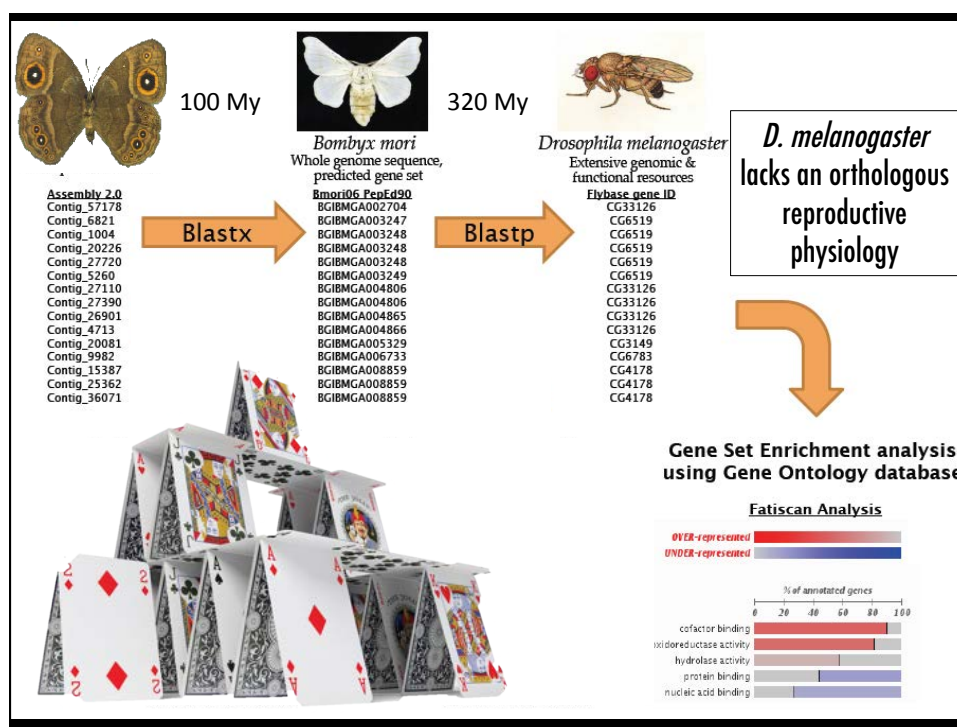 100 My
320 My
Bombyx mori
Whole genome sequence,
predicted gene set
Drosophila melanogaster
Extensive genomic &
functional resources
D. melanogaster
lacks an orthologous
reproductive
physiology
Assembly 2.0
Contig_57178
Contig_6821
Contig_1004
Contig_20226
Contig_27720
Contig_5260
Contig_27110
Contig_27390
Contig_26901
Contig_4713
Contig_20081
Contig_9982
Contig_15387
Contig_25362
Contig_36071
Blastx
Bmori06 PepEd90
BGIBMGA002704
BGIBMGA003247
BGIBMGA003248
BGIBMGA003248
BGIBMGA003248
BGIBMGA003249
BGIBMGA004806
BGIBMGA004806
BGIBMGA004865
BGIBMGA004866
BGIBMGA005329
BGIBMGA006733
BGIBMGA008859
BGIBMGA008859
BGIBMGA008859
Blastp
Flybase gene ID
CG33126
CG6519
CG6519
CG6519
CG6519
CG6519
CG33126
CG33126
CG33126
CG33126
CG3149
CG6783
CG4178
CG4178
CG4178
Gene Set Enrichment analysis
using Gene Ontology database
Fatiscan Analysis
OVER-represented
UNDER-represented
% of annotated genes
0 20 40 60 80 100
cofactor binding
oxidoreductase activity
hydrolase activity
protein binding
nucleic acid binding